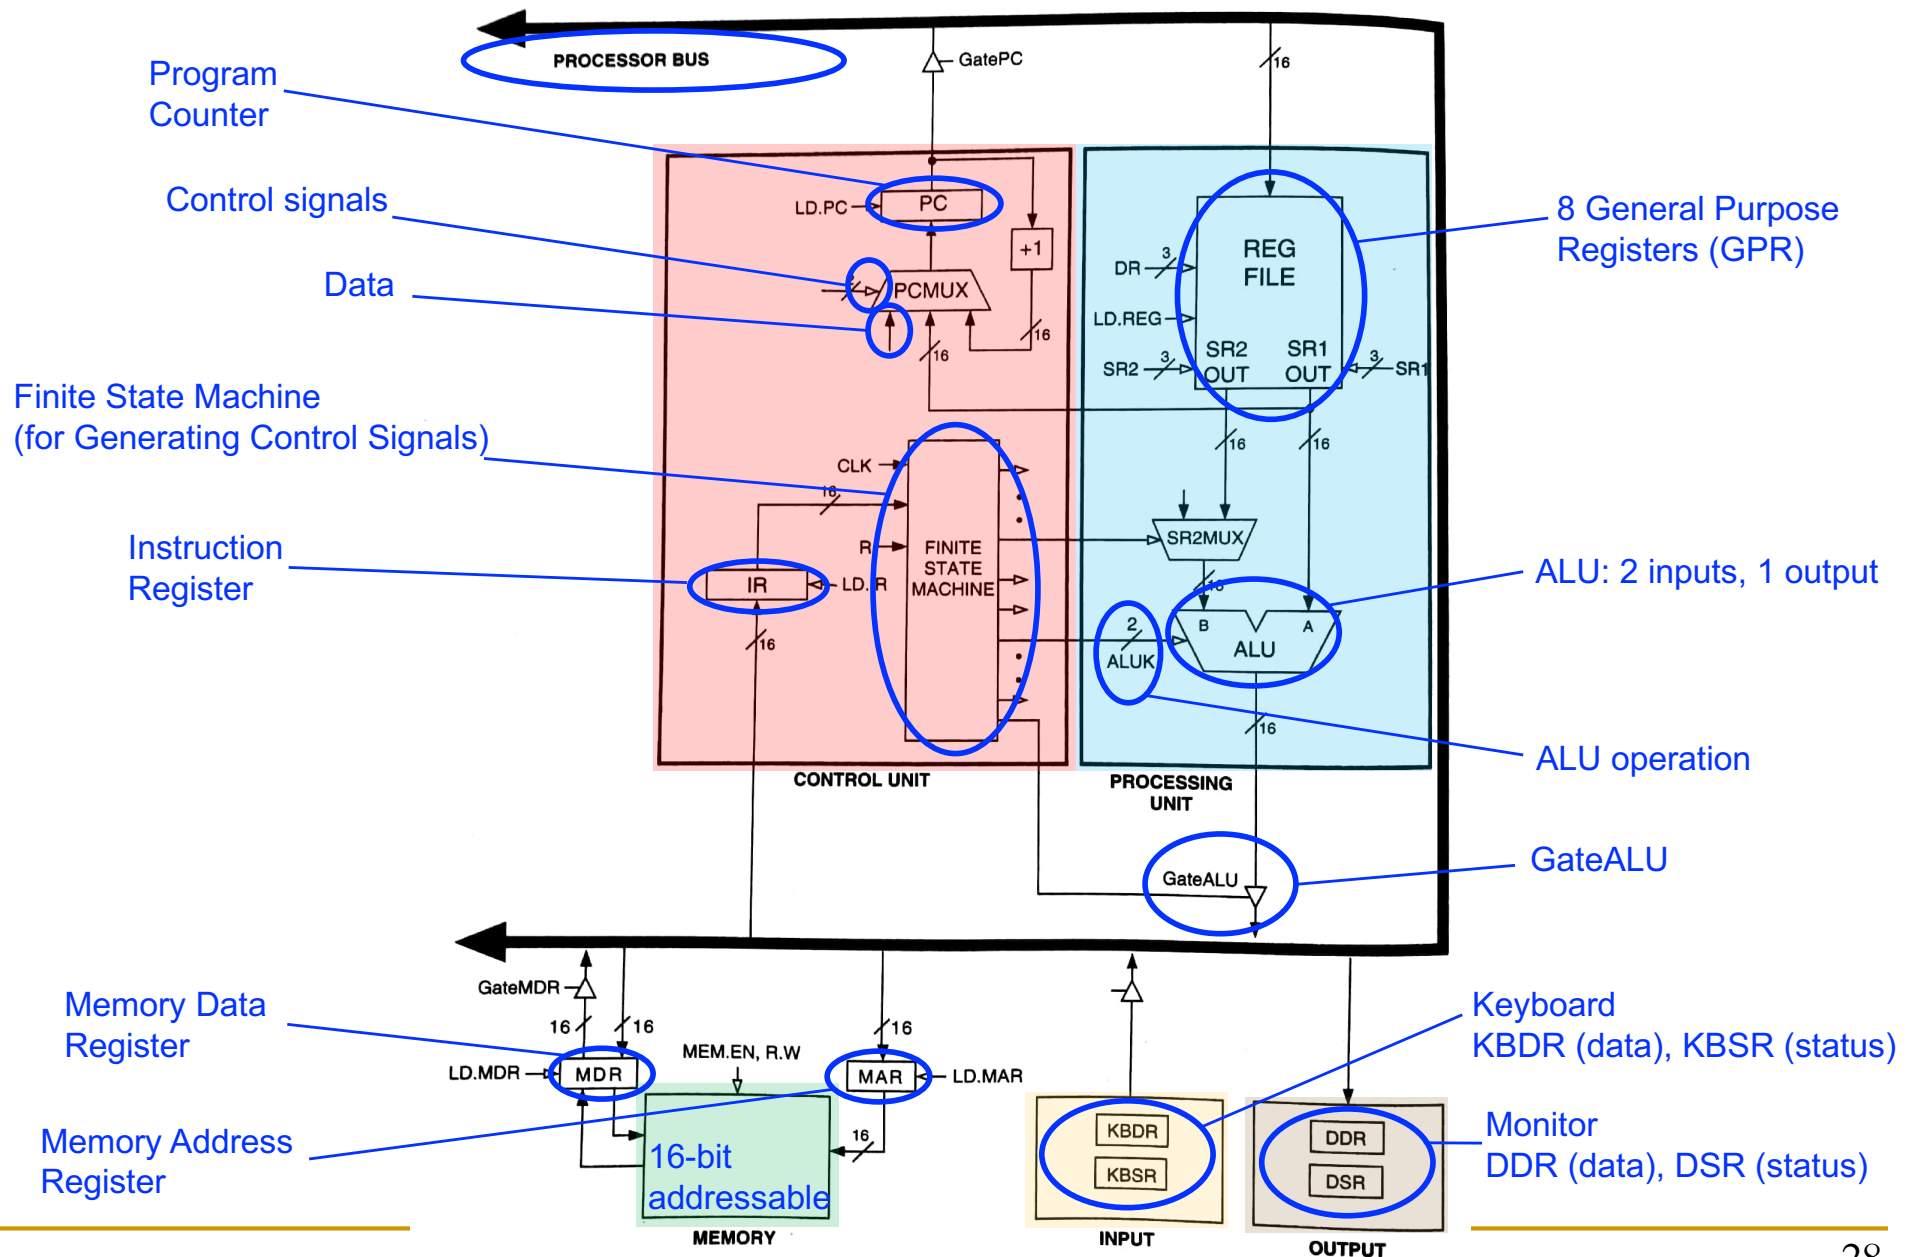 PROCESSOR BUS
GatePC
16
Program
Counter
Control signals
Data
LD.PC
PC
+1
PCMUX
16
16
REG
FILE
DR
3
LD.REG
SR2
3
SR2
OUT
SR1
OUT
3
SR1
8 General Purpose
Registers (GPR)
Finite State Machine
(for Generating Control Signals)
CLK
16
R
FINITE
STATE
MACHINE
Instruction
Register
IR
LD.IR
16
16
16
SR2MUX
16
B
A
ALU
2
ALUK
16
ALU: 2 inputs, 1 output
ALU operation
CONTROL UNIT
PROCESSING
UNIT
GateALU
GateALU
GateMDR
16
16
16
Memory Data
Register
LD.MDR
MDR
MEM.EN, R.W
MAR
LD.MAR
Memory Address
Register
16-bit
addressable
16
MEMORY
KBDR
KBSR
INPUT
DDR
DSR
OUTPUT
Keyboard
KBDR (data), KBSR (status)
Monitor
DDR (data), DSR (status)
28